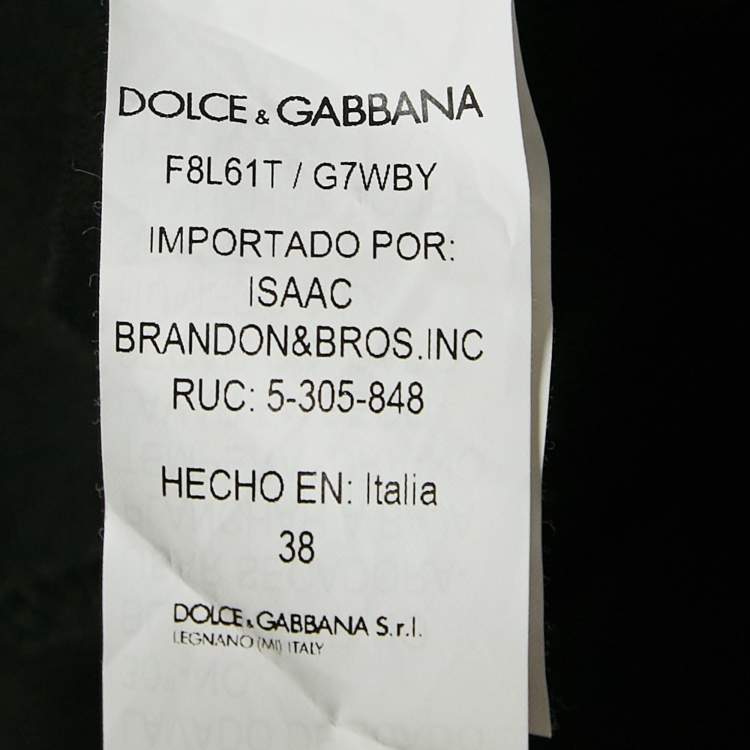 DOLCE & GABBANA
F8L61T / G7WBY
IMPORTADO POR:
ISAAC
BRANDON&BROS.INC
RUC: 5-305-848
HECHO EN: Italia
38
DOLCE & GABBANA S.r.l.
LEGNANO (MI) ITALY